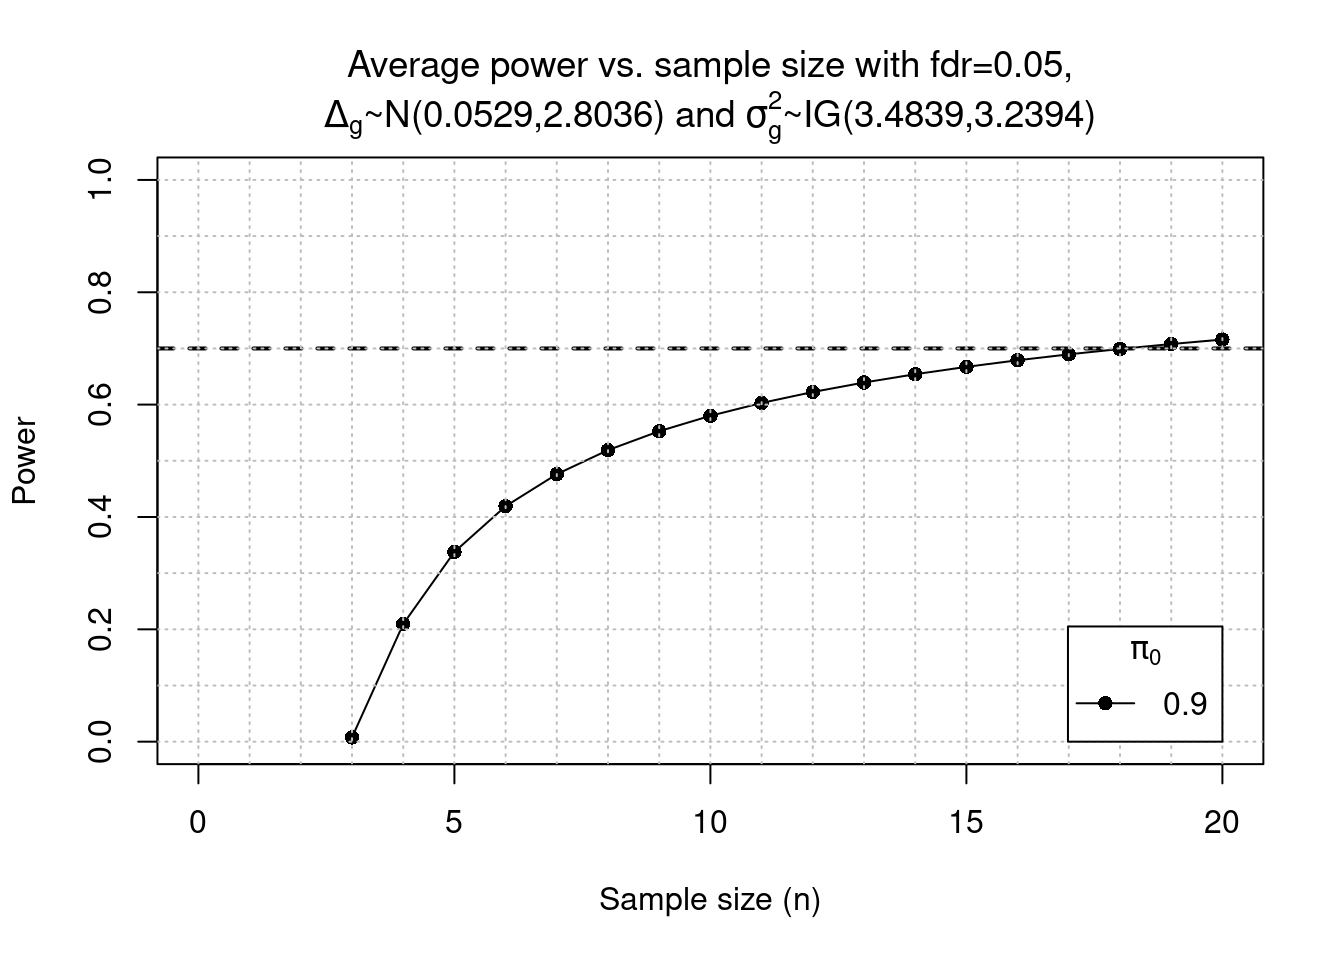 Average power vs. sample size with fdr=0.05,
Δg~N(0.0529,2.8036) and σ²g~IG(3.4839,3.2394)
1.0
0.8
0.6
0.4
0.2
0.0
Power
π₀
0.9
0 5 10 15 20
Sample size (n)